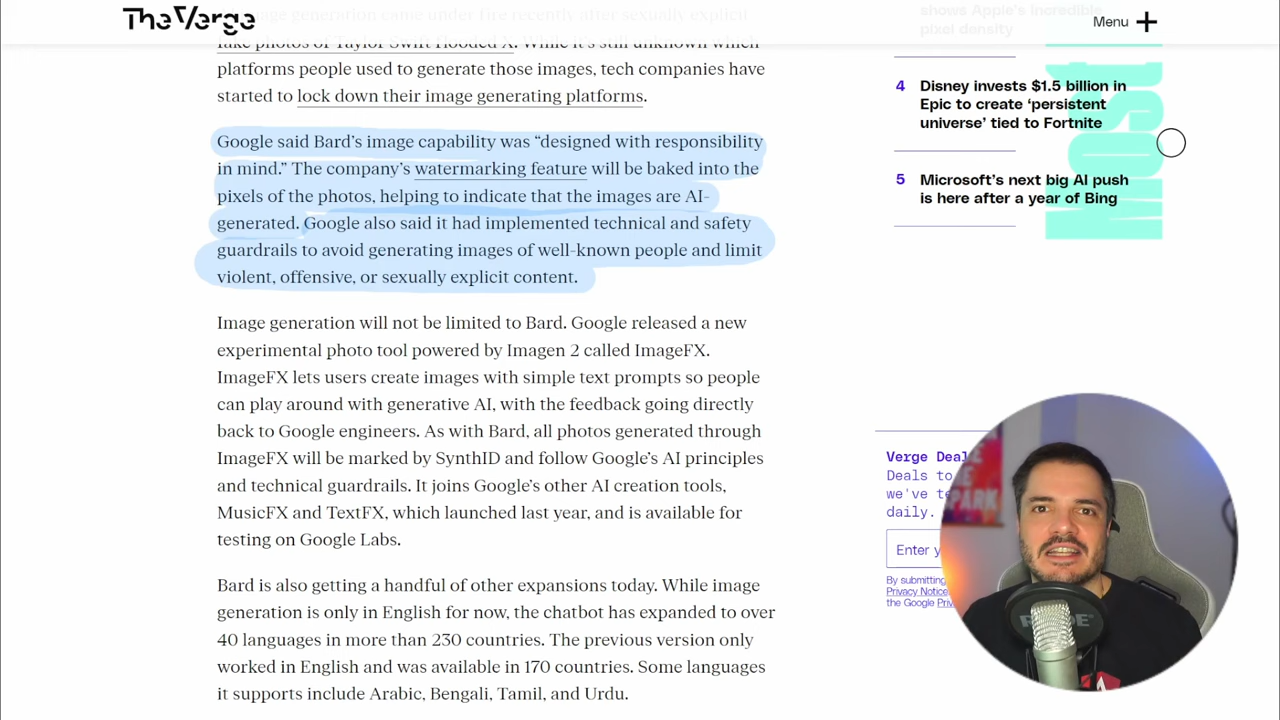 The Verge
Menu
image generation came under fire recently after sexually explicit
fake photos of Taylor Swift flooded X. While it's still unknown which
platforms people used to generate those images, tech companies have
started to lock down their image generating platforms.
Google said Bard's image capability was “designed with responsibility
in mind.” The company's watermarking feature will be baked into the
pixels of the photos, helping to indicate that the images are AI-
generated. Google also said it had implemented technical and safety
guardrails to avoid generating images of well-known people and limit
violent, offensive, or sexually explicit content.
Image generation will not be limited to Bard. Google released a new
experimental photo tool powered by Imagen 2 called ImageFX.
ImageFX lets users create images with simple text prompts so people
can play around with generative AI, with the feedback going directly
back to Google engineers. As with Bard, all photos generated through
ImageFX will be marked by SynthID and follow Google's AI principles
and technical guardrails. It joins Google's other AI creation tools,
MusicFX and TextFX, which launched last year, and is available for
testing on Google Labs.
Bard is also getting a handful of other expansions today. While image
generation is only in English for now, the chatbot has expanded to over
40 languages in more than 230 countries. The previous version only
worked in English and was available in 170 countries. Some languages
it supports include Arabic, Bengali, Tamil, and Urdu.
shows Apple's incredible
pixel density
4 Disney invests $1.5 billion in
Epic to create ‘persistent
universe’ tied to Fortnite
5 Microsoft's next big AI push
is here after a year of Bing
Verge Deal
Deals to
we've te
daily.
Enter y
By submitting
Privacy Notice
the Google Priv
RØDE